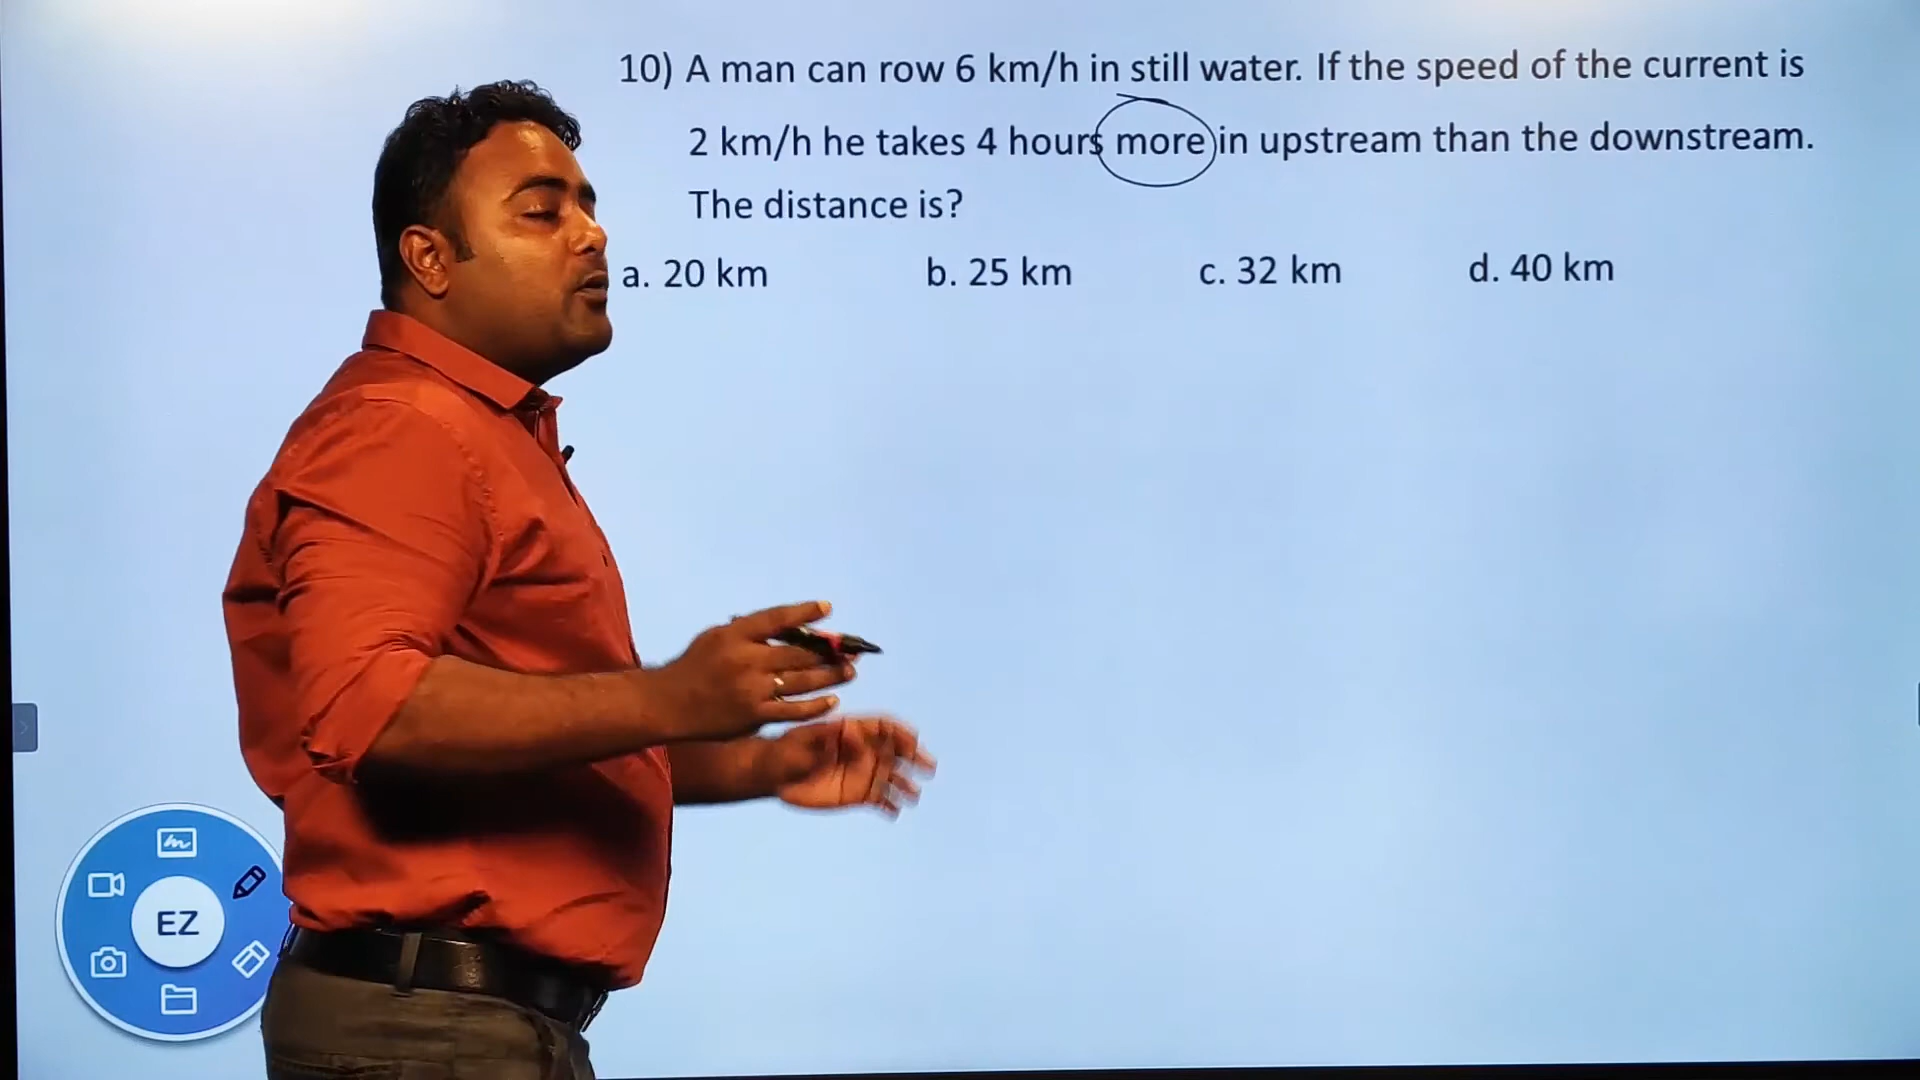 10) A man can row 6 km/h in still water. If the speed of the current is
2 km/h he takes 4 hours more in upstream than the downstream.
The distance is?
a. 20 km b. 25 km c. 32 km d. 40 km
EZ